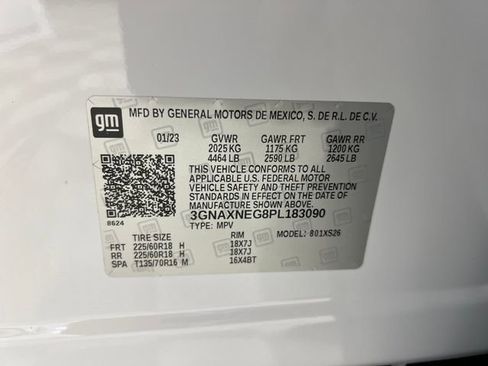 gm
MFD BY GENERAL MOTORS DE MEXICO, S. DE R.L. DE C.V.
01/23 GVWR GAWR FRT GAWR RR
2025 KG 1175 KG 1200 KG
4464 LB 2590 LB 2645 LB
THIS VEHICLE CONFORMS TO ALL
APPLICABLE U.S. FEDERAL MOTOR
VEHICLE SAFETY AND THEFT PREVENTION
STANDARDS IN EFFECT ON THE DATE OF
MANUFACTURE SHOWN ABOVE.
3GNAXNEG8PL183090
8624 TYPE: MPV MODEL: 801XS26
TIRE SIZE RIM
FRT 225/60R18 H 18X7J
RR 225/60R18 H 18X7J
SPA T135/70R16 M 16X4BT